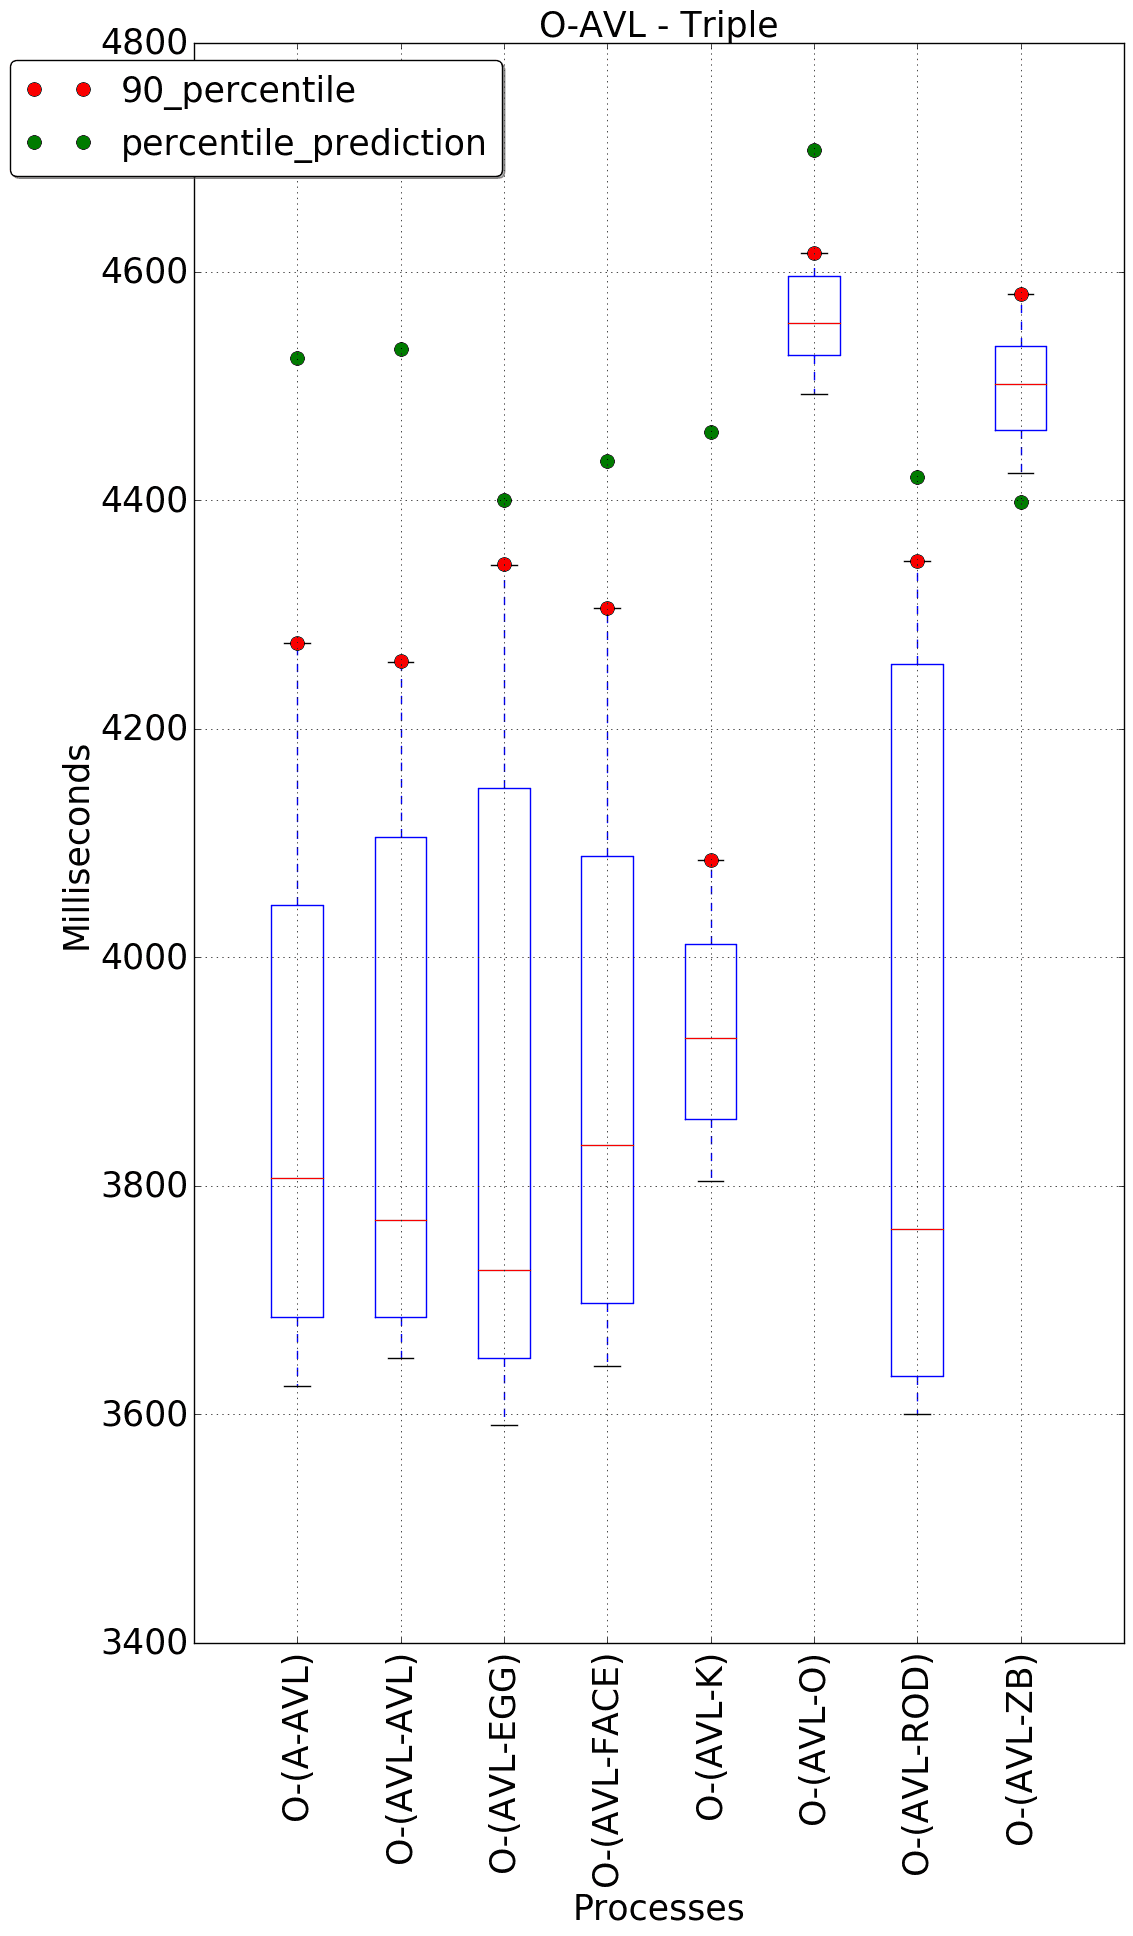 O-AVL - Triple
90_percentile
percentile_prediction
4800
4600
4400
4200
4000
3800
3600
3400
Milliseconds
O-(A-AVL)
O-(AVL-AVL)
O-(AVL-EGG)
O-(AVL-FACE)
O-(AVL-K)
O-(AVL-O)
O-(AVL-ROD)
O-(AVL-ZB)
Processes